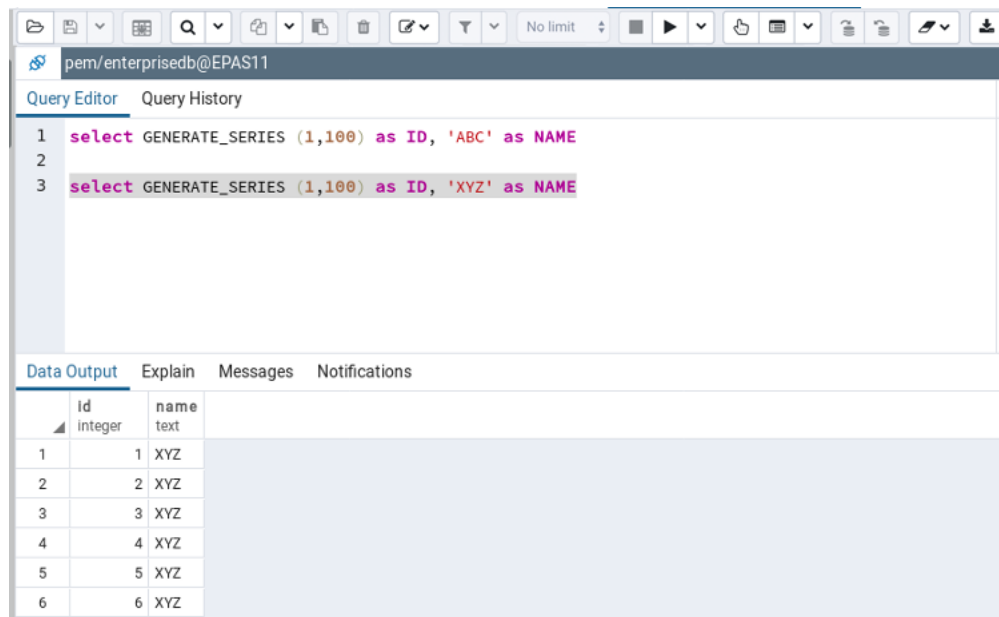 No limit
pem/enterprisedb@EPAS11
Query Editor Query History
1 select GENERATE_SERIES (1,100) as ID, 'ABC' as NAME
2
3 select GENERATE_SERIES (1,100) as ID, 'XYZ' as NAME
Data Output Explain Messages Notifications
id name
integer text
1 1 XYZ
2 2 XYZ
3 3 XYZ
4 4 XYZ
5 5 XYZ
6 6 XYZ